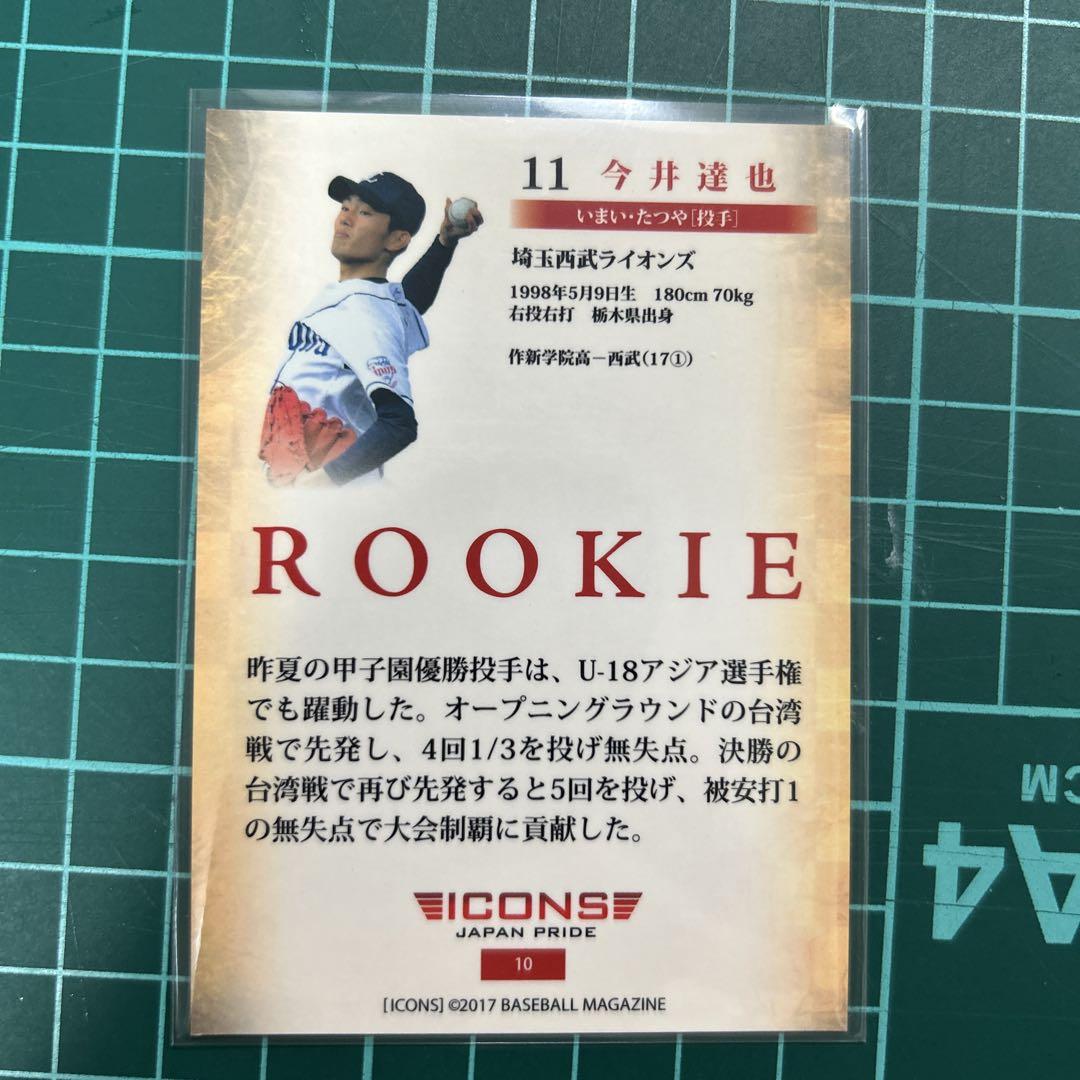 11 今井達也
いまい・たつや[投手]
埼玉西武ライオンズ
1998年5月9日生 180cm 70kg
右投右打 栃木県出身
作新学院高－西武(17①)
ROOKIE
昨夏の甲子園優勝投手は、U-18アジア選手権
でも躍動した。オープニングラウンドの台湾
戦で先発し、4回1/3を投げ無失点。決勝の
台湾戦で再び先発すると5回を投げ、被安打1
の無失点で大会制覇に貢献した。
ICONS
JAPAN PRIDE
10
[ICONS] ©2017 BASEBALL MAGAZINE
CM
A4